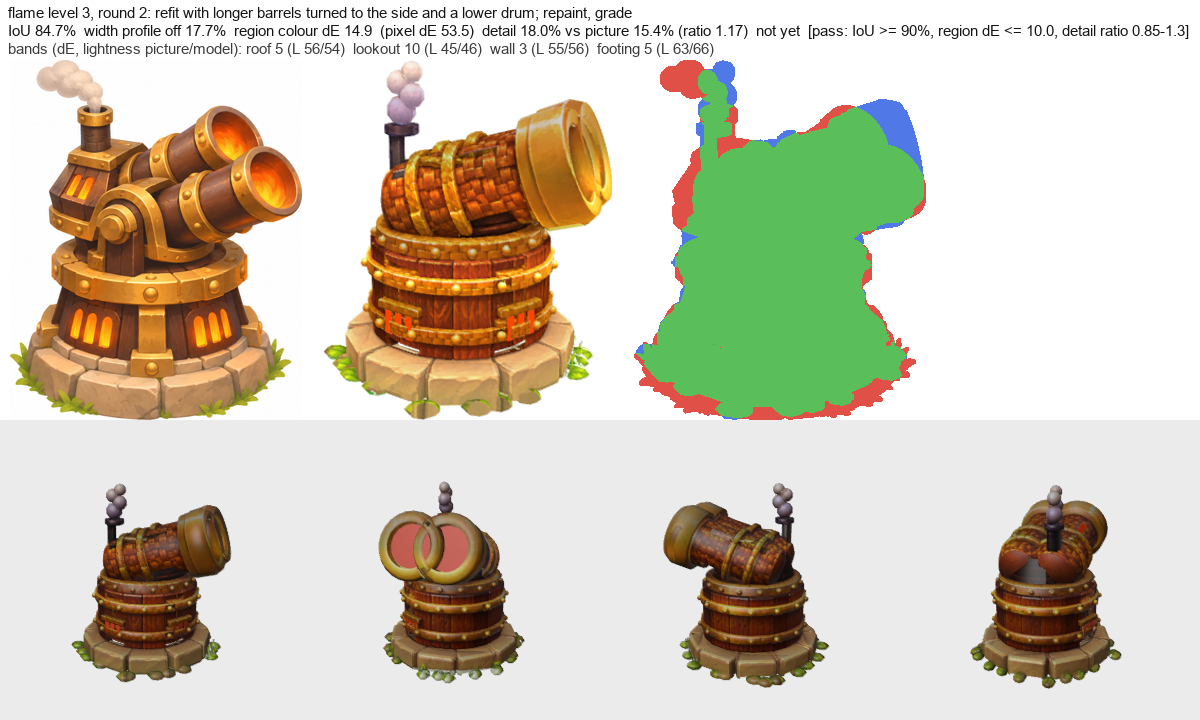 flame level 3, round 2: refit with longer barrels turned to the side and a lower drum; repaint, grade
IoU 84.7%  width profile off 17.7%  region colour dE 14.9  (pixel dE 53.5)  detail 18.0% vs picture 15.4% (ratio 1.17)  not yet  [pass: IoU >= 90%, region dE <= 10.0, detail ratio 0.85-1.3]
bands (dE, lightness picture/model): roof 5 (L 56/54)  lookout 10 (L 45/46)  wall 3 (L 55/56)  footing 5 (L 63/66)